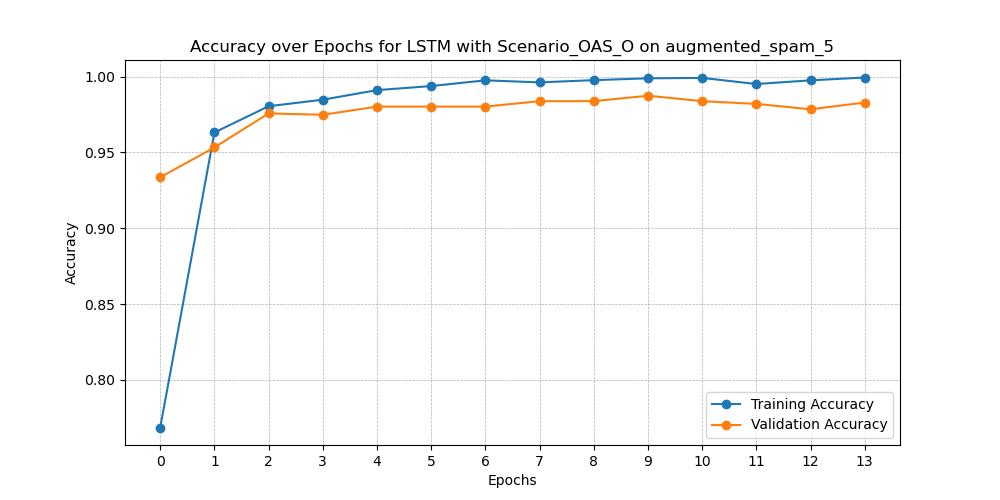 Accuracy over Epochs for LSTM with Scenario_OAS_O on augmented_spam_5
Accuracy
1.00
0.95
0.90
0.85
0.80
0 1 2 3 4 5 6 7 8 9 10 11 12 13
Epochs
Training Accuracy
Validation Accuracy